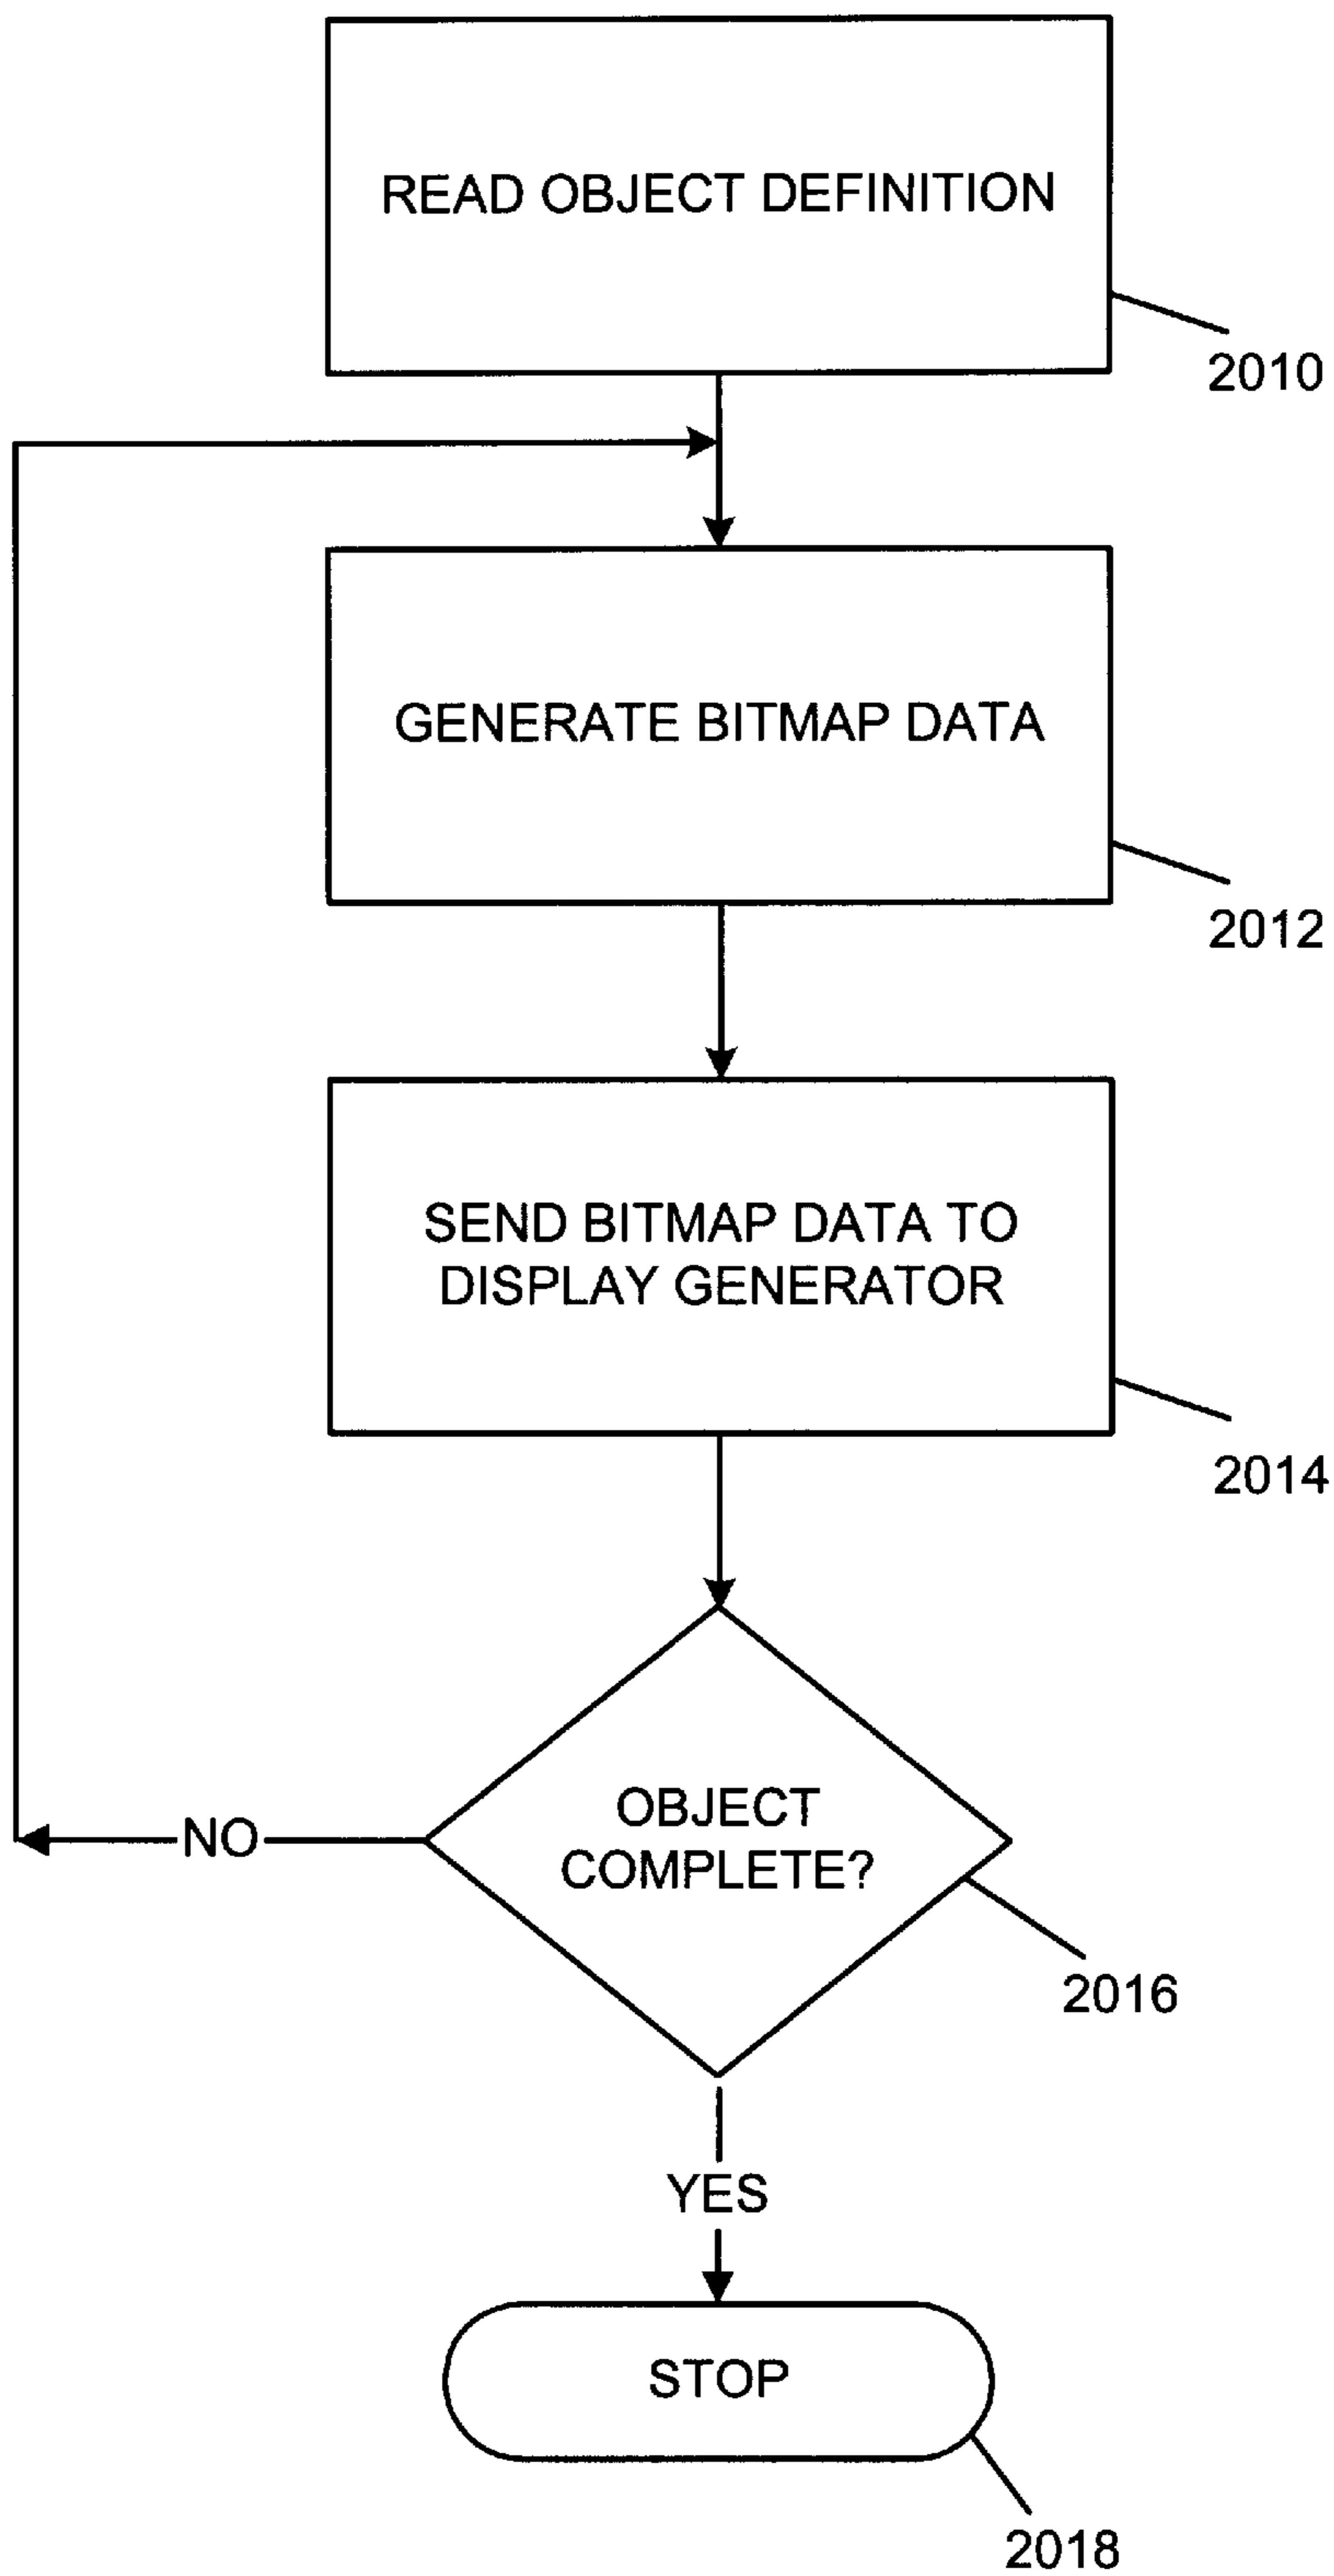 READ OBJECT DEFINITION
2010
GENERATE BITMAP DATA
2012
SEND BITMAP DATA TO
DISPLAY GENERATOR
2014
OBJECT
COMPLETE?
NO
2016
YES
STOP
2018